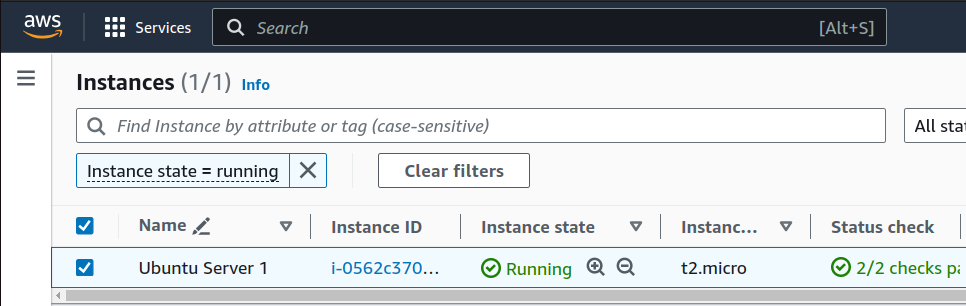 aws Services Search [Alt+S]
Instances (1/1) Info
Find Instance by attribute or tag (case-sensitive) All sta
Instance state = running Clear filters
Name Instance ID Instance state Instanc... Status check
Ubuntu Server 1 i-0562c370... Running t2.micro 2/2 checks pa